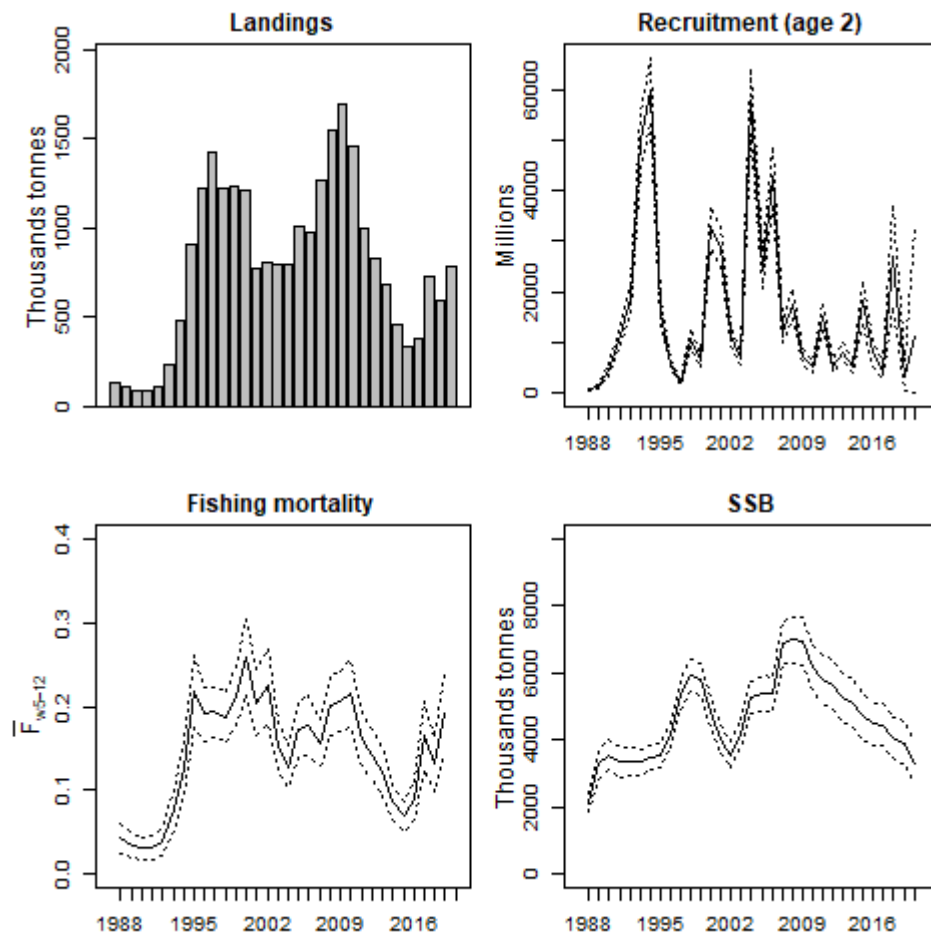 Landings
Thousands tonnes
0
500
1000
1500
2000
Recruitment (age 2)
Millions
0
20000
40000
60000
1988 1995 2002 2009 2016
Fishing mortality
F̅w5–12
0.0
0.1
0.2
0.3
0.4
1988 1995 2002 2009 2016
SSB
Thousands tonnes
0
2000
4000
6000
8000
1988 1995 2002 2009 2016